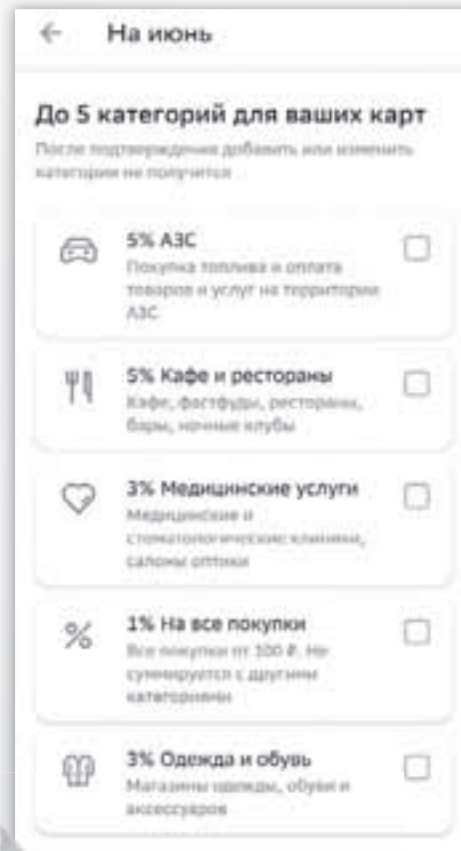 На июнь
До 5 категорий для ваших карт
После подтверждения добавить или изменить
категории не получится
5% АЗС
Покупка топлива и оплата
товаров и услуг на территории
АЗС
5% Кафе и рестораны
Кафе, фастфуды, рестораны,
бары, ночные клубы
3% Медицинские услуги
Медицинские и
стоматологические клиники,
салоны оптики
1% На все покупки
Все покупки от 100 ₽. Не
суммируется с другими
категориями
3% Одежда и обувь
Магазины одежды, обуви и
аксессуаров